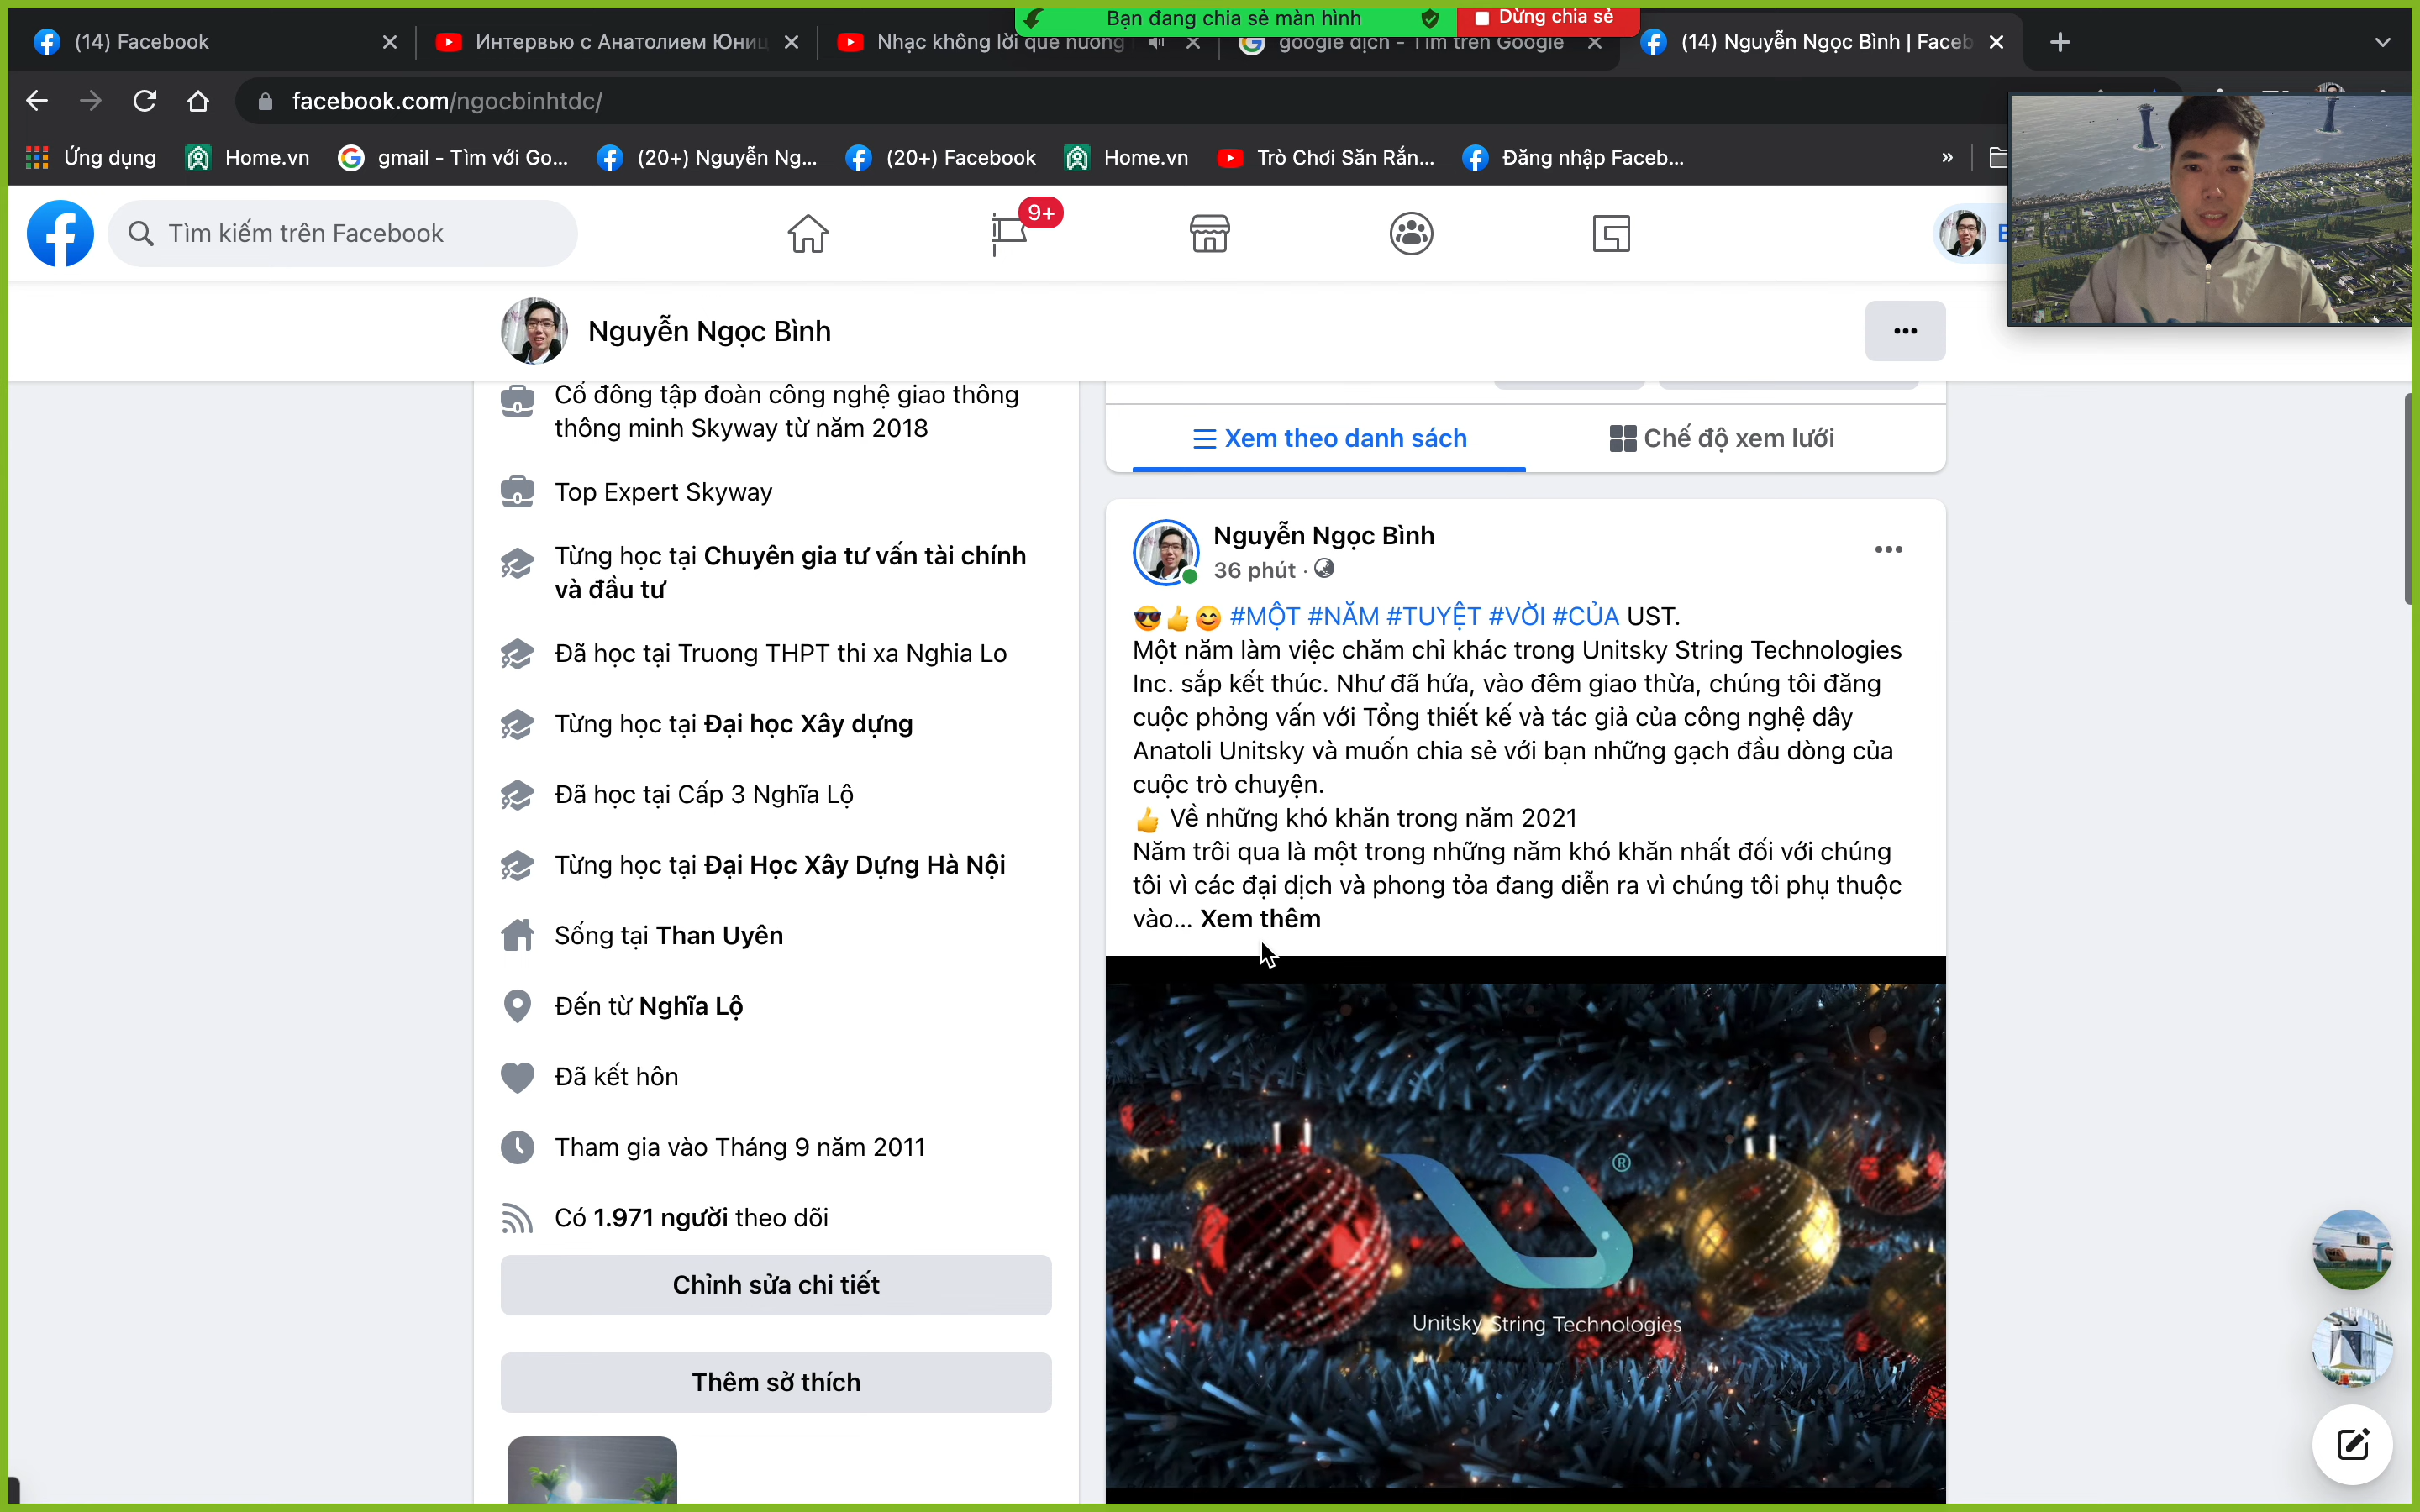 Bạn đang chia sẻ màn hình
Dừng chia sẻ
(14) Facebook
Интервью с Анатолием Юниц
Nhạc không lời quê hương
google dịch - Tìm trên Google
(14) Nguyễn Ngọc Bình | Faceb
facebook.com/ngocbinhtdc/
Ứng dụng
Home.vn
gmail - Tìm với Go...
(20+) Nguyễn Ng...
(20+) Facebook
Home.vn
Trò Chơi Săn Rắn...
Đăng nhập Faceb...
»
Tìm kiếm trên Facebook
9+
Nguyễn Ngọc Bình
Cổ đông tập đoàn công nghệ giao thông
thông minh Skyway từ năm 2018
Top Expert Skyway
Từng học tại Chuyên gia tư vấn tài chính
và đầu tư
Đã học tại Truong THPT thi xa Nghia Lo
Từng học tại Đại học Xây dựng
Đã học tại Cấp 3 Nghĩa Lộ
Từng học tại Đại Học Xây Dựng Hà Nội
Sống tại Than Uyên
Đến từ Nghĩa Lộ
Đã kết hôn
Tham gia vào Tháng 9 năm 2011
Có 1.971 người theo dõi
Chỉnh sửa chi tiết
Thêm sở thích
Xem theo danh sách
Chế độ xem lưới
Nguyễn Ngọc Bình
36 phút ·
😎👍😊 #MỘT #NĂM #TUYỆT #VỜI #CỦA UST.
Một năm làm việc chăm chỉ khác trong Unitsky String Technologies
Inc. sắp kết thúc. Như đã hứa, vào đêm giao thừa, chúng tôi đăng
cuộc phỏng vấn với Tổng thiết kế và tác giả của công nghệ dây
Anatoli Unitsky và muốn chia sẻ với bạn những gạch đầu dòng của
cuộc trò chuyện.
👍 Về những khó khăn trong năm 2021
Năm trôi qua là một trong những năm khó khăn nhất đối với chúng
tôi vì các đại dịch và phong tỏa đang diễn ra vì chúng tôi phụ thuộc
vào... Xem thêm
®
Unitsky String Technologies